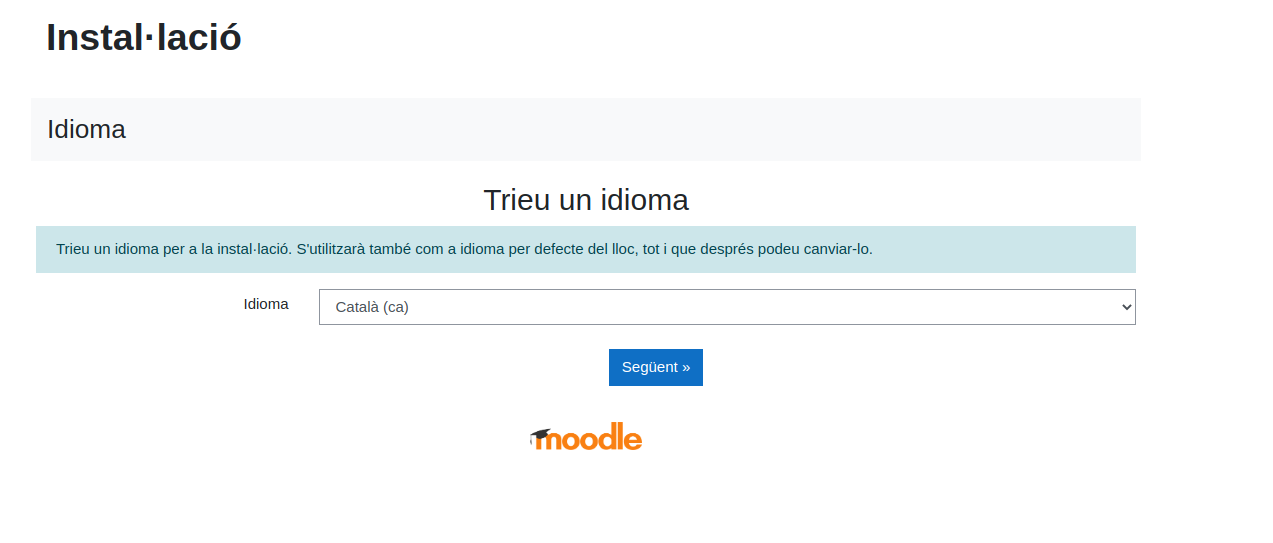 Instal·lació
Idioma
Trieu un idioma
Trieu un idioma per a la instal·lació. S'utilitzarà també com a idioma per defecte del lloc, tot i que després podeu canviar-lo.
Idioma
Català (ca)
Següent »
moodle